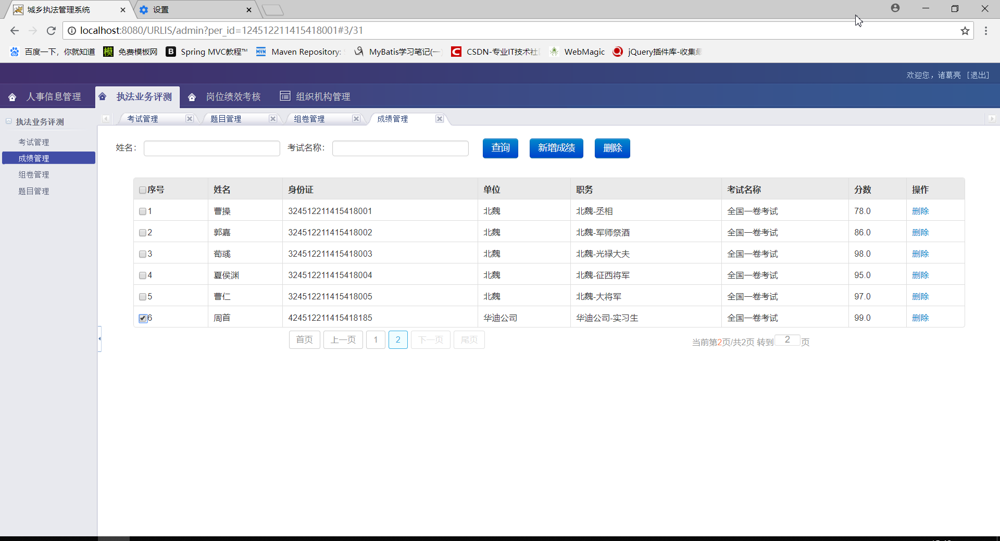 城乡执法管理系统
设置
localhost:8080/URLIS/admin?per_id=124512211415418001#3/31
百度一下，你就知道 免费模板网 Spring MVC教程™ Maven Repository: MyBatis学习笔记(一 CSDN-专业IT技术社 WebMagic jQuery插件库-收集最
欢迎您，诸葛亮 [退出]
人事信息管理 执法业务评测 岗位绩效考核 组织机构管理
执法业务评测
考试管理
成绩管理
组卷管理
题目管理
考试管理 题目管理 组卷管理 成绩管理
姓名： 考试名称： 查询 新增成绩 删除
序号 姓名 身份证 单位 职务 考试名称 分数 操作
1 曹操 324512211415418001 北魏 北魏-丞相 全国一卷考试 78.0 删除
2 郭嘉 324512211415418002 北魏 北魏-军师祭酒 全国一卷考试 86.0 删除
3 荀彧 324512211415418003 北魏 北魏-光禄大夫 全国一卷考试 98.0 删除
4 夏侯渊 324512211415418004 北魏 北魏-征西将军 全国一卷考试 95.0 删除
5 曹仁 324512211415418005 北魏 北魏-大将军 全国一卷考试 97.0 删除
6 周首 424512211415418185 华迪公司 华迪公司-实习生 全国一卷考试 99.0 删除
首页 上一页 1 2 下一页 尾页 当前第2页/共2页 转到 2 页